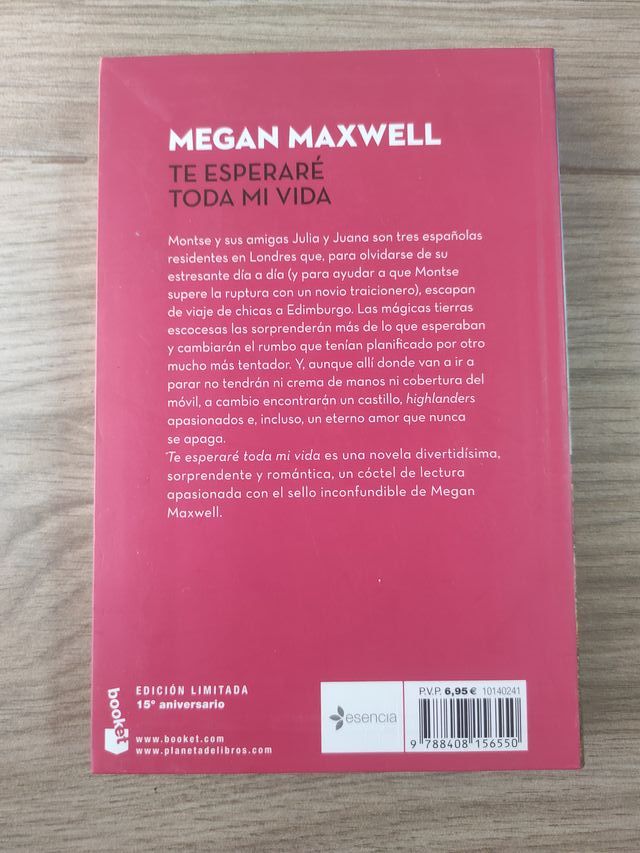 MEGAN MAXWELL
TE ESPERARÉ
TODA MI VIDA
Montse y sus amigas Julia y Juana son tres españolas
residentes en Londres que, para olvidarse de su
estresante día a día (y para ayudar a que Montse
supere la ruptura con un novio traicionero), escapan
de viaje de chicas a Edimburgo. Las mágicas tierras
escocesas las sorprenderán más de lo que esperaban
y cambiarán el rumbo que tenían planificado por otro
mucho más tentador. Y, aunque allí donde van a ir a
parar no tendrán ni crema de manos ni cobertura del
móvil, a cambio encontrarán un castillo, highlanders
apasionados e, incluso, un eterno amor que nunca
se apaga.
Te esperaré toda mi vida es una novela divertidísima,
sorprendente y romántica, un cóctel de lectura
apasionada con el sello inconfundible de Megan
Maxwell.
booket
EDICIÓN LIMITADA
15º aniversario
www.booket.com
www.planetadelibros.com
esencia
P.V.P. 6,95 € 10140241
9 788408 156550